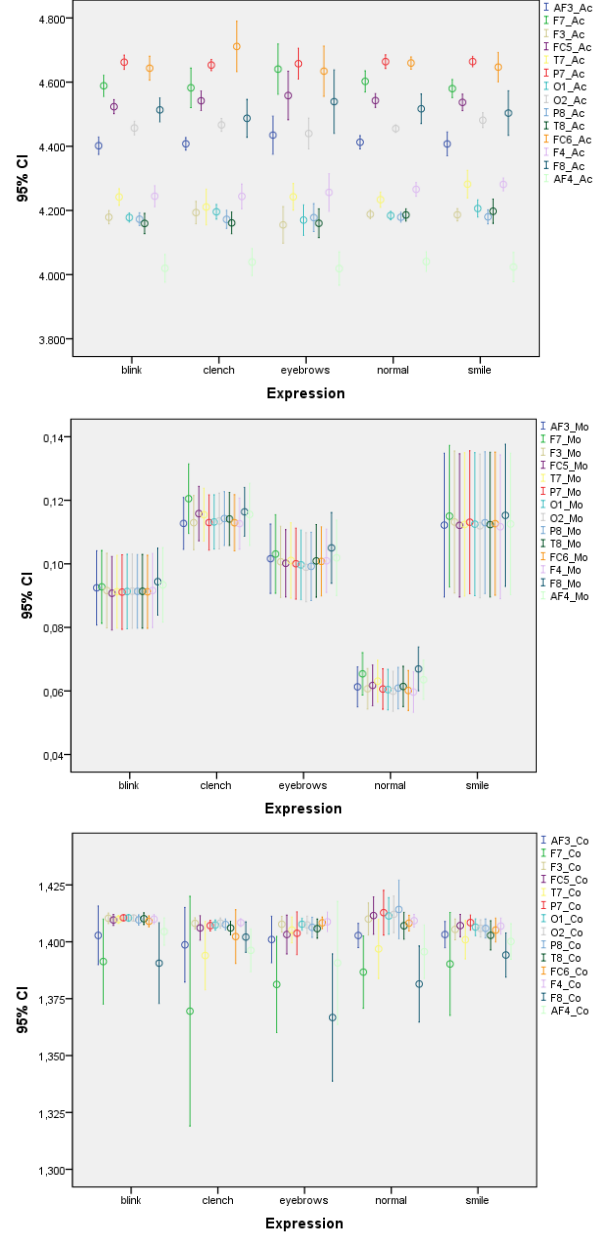 4.800
4.600
4.400
4.200
4.000
3.800
95% CI
blink clench eyebrows normal smile
Expression
AF3_Ac
F7_Ac
F3_Ac
FC5_Ac
T7_Ac
P7_Ac
O1_Ac
O2_Ac
P8_Ac
T8_Ac
FC6_Ac
F4_Ac
F8_Ac
AF4_Ac
0,14
0,12
0,10
0,08
0,06
0,04
95% CI
blink clench eyebrows normal smile
Expression
AF3_Mo
F7_Mo
F3_Mo
FC5_Mo
T7_Mo
P7_Mo
O1_Mo
O2_Mo
P8_Mo
T8_Mo
FC6_Mo
F4_Mo
F8_Mo
AF4_Mo
1,425
1,400
1,375
1,350
1,325
1,300
95% CI
blink clench eyebrows normal smile
Expression
AF3_Co
F7_Co
F3_Co
FC5_Co
T7_Co
P7_Co
O1_Co
O2_Co
P8_Co
T8_Co
FC6_Co
F4_Co
F8_Co
AF4_Co